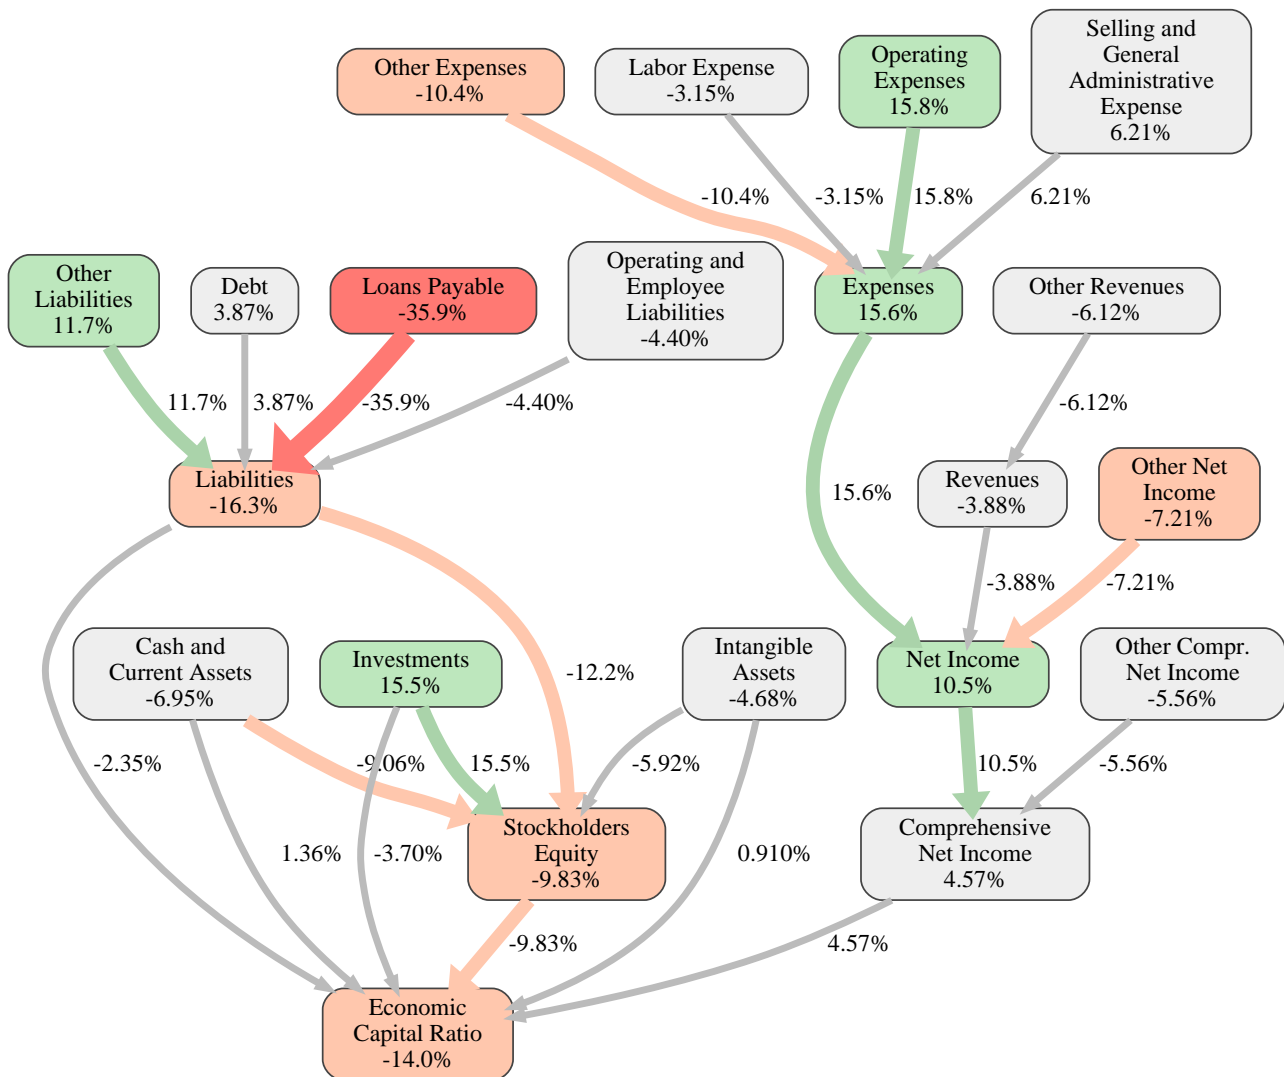 Other Expenses
-10.4%
Labor Expense
-3.15%
Operating
Expenses
15.8%
Selling and
General
Administrative
Expense
6.21%
-10.4%
-3.15%
15.8%
6.21%
Other
Liabilities
11.7%
Debt
3.87%
Loans Payable
-35.9%
Operating and
Employee
Liabilities
-4.40%
Expenses
15.6%
Other Revenues
-6.12%
11.7%
3.87%
-35.9%
-4.40%
-6.12%
Liabilities
-16.3%
15.6%
Revenues
-3.88%
Other Net
Income
-7.21%
-3.88%
-7.21%
Cash and
Current Assets
-6.95%
Investments
15.5%
-12.2%
Intangible
Assets
-4.68%
Net Income
10.5%
Other Compr.
Net Income
-5.56%
-2.35%
-9.06%
15.5%
-5.92%
10.5%
-5.56%
1.36%
-3.70%
Stockholders
Equity
-9.83%
0.910%
Comprehensive
Net Income
4.57%
-9.83%
4.57%
Economic
Capital Ratio
-14.0%